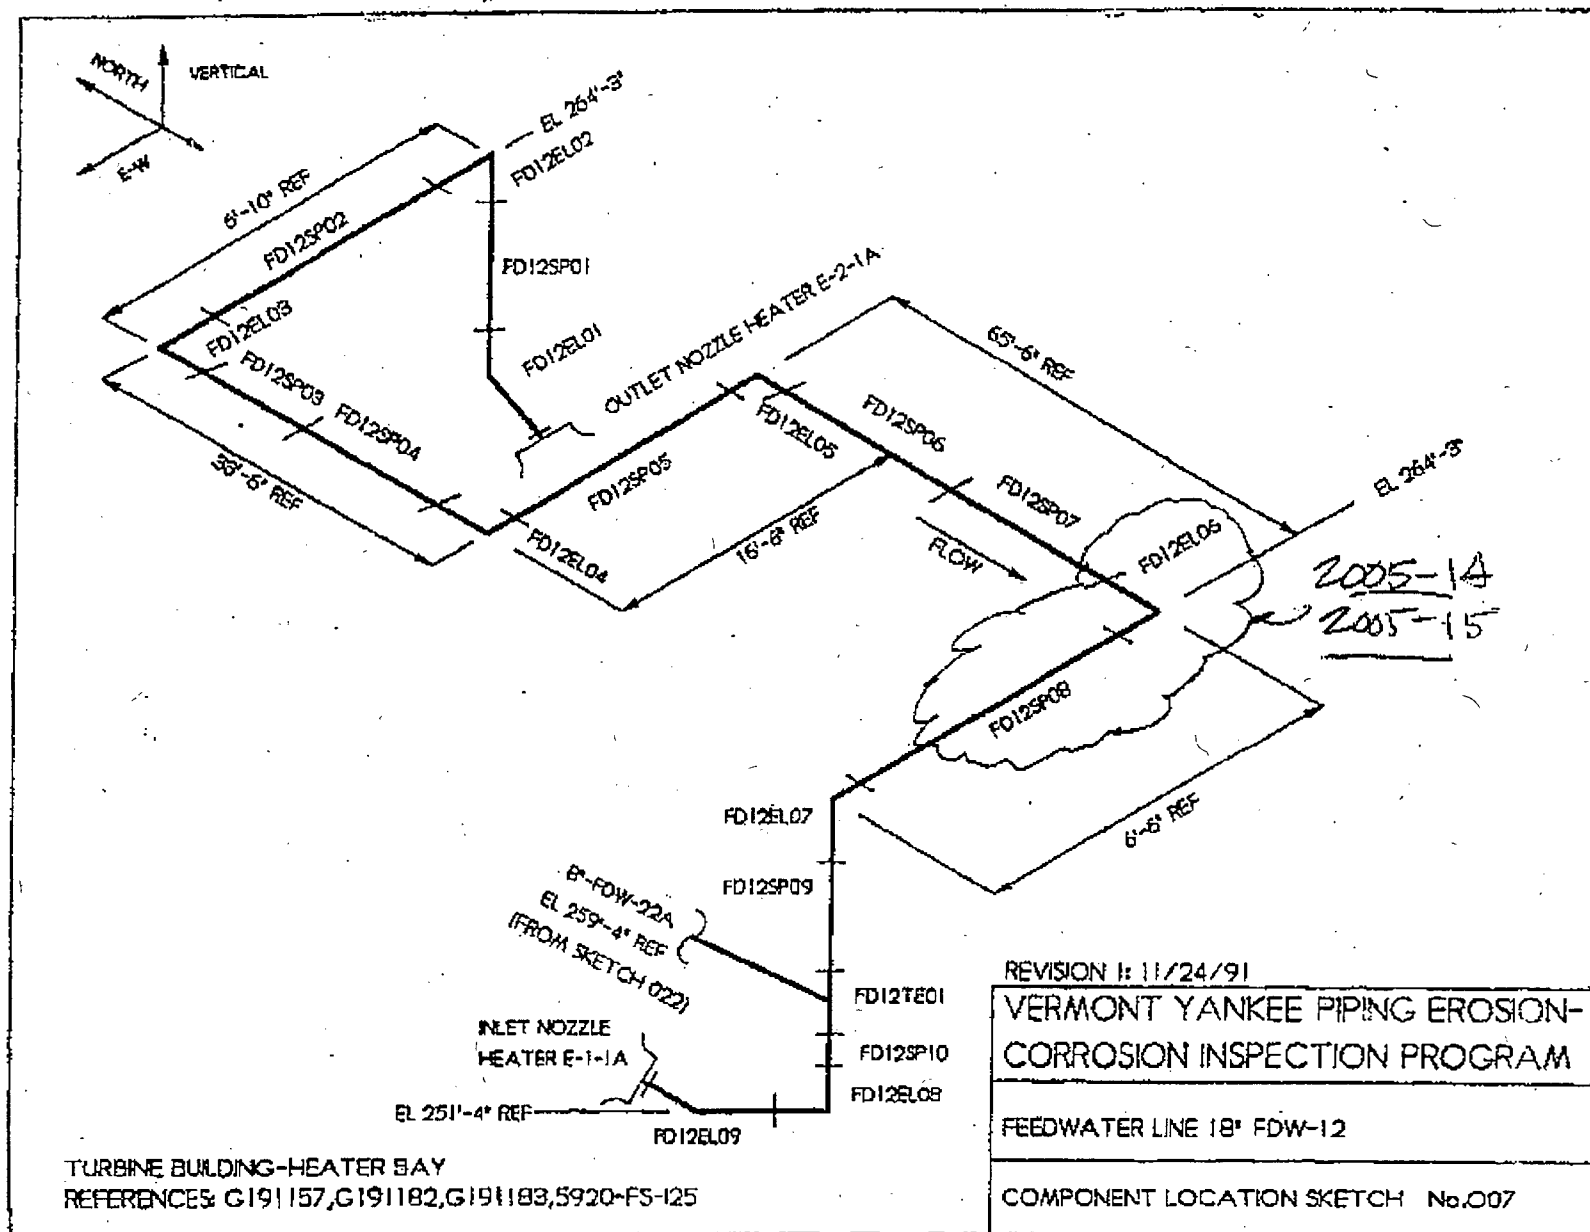 NORTH
VERTICAL
E-W
EL 264'-3"
FD12EL02
6'-10" REF
FD12SP02
FD12SP01
FD12EL03
FD12EL01
OUTLET NOZZLE HEATER E-2-1A
FD12SP03
FD12SP04
65'-6" REF
FD12EL05
FD12SP06
33'-6" REF
FD12SP05
FD12SP07
EL 264'-3"
16'-8" REF
FLOW
FD12EL04
FD12EL06
2005-14
2005-15
FD12SP08
FD12EL07
6'-6" REF
FD12SP09
8"-FDW-22A
EL 259'-4" REF
(FROM SKETCH 022)
FD12TE01
INLET NOZZLE
HEATER E-1-1A
FD12SP10
FD12EL08
EL 251'-4" REF
FD12EL09
TURBINE BUILDING-HEATER BAY
REFERENCES: G191157,G191182,G191183,5920-FS-125
REVISION 1: 11/24/91
VERMONT YANKEE PIPING EROSION-
CORROSION INSPECTION PROGRAM
FEEDWATER LINE 18" FDW-12
COMPONENT LOCATION SKETCH No.007